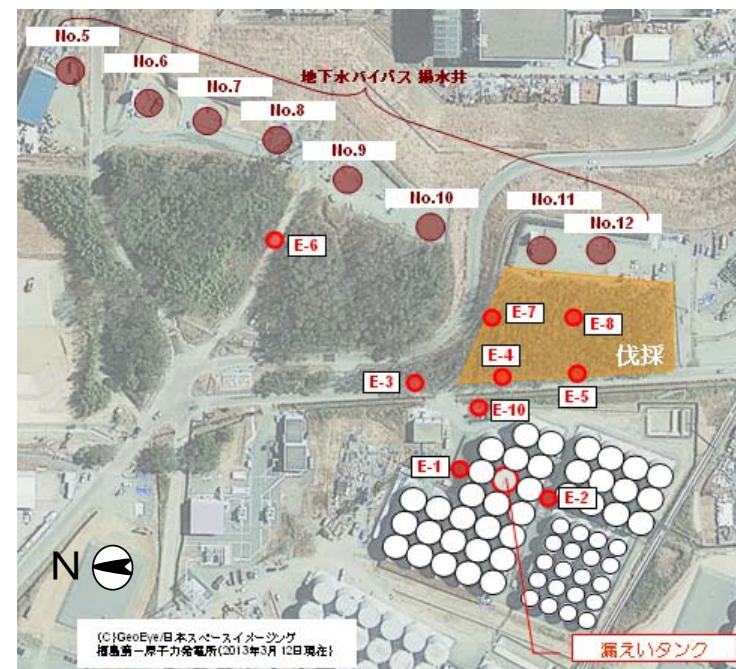 No.5
No.6
No.7
No.8
No.9
No.10
No.11
No.12
地下水バイパス 揚水井
E-6
E-7
E-8
伐採
E-3
E-4
E-5
E-10
E-1
E-2
N
(C)GeoEye/日本スペースイメージング
福島第一原子力発電所(2013年3月12日現在)
漏えいタンク